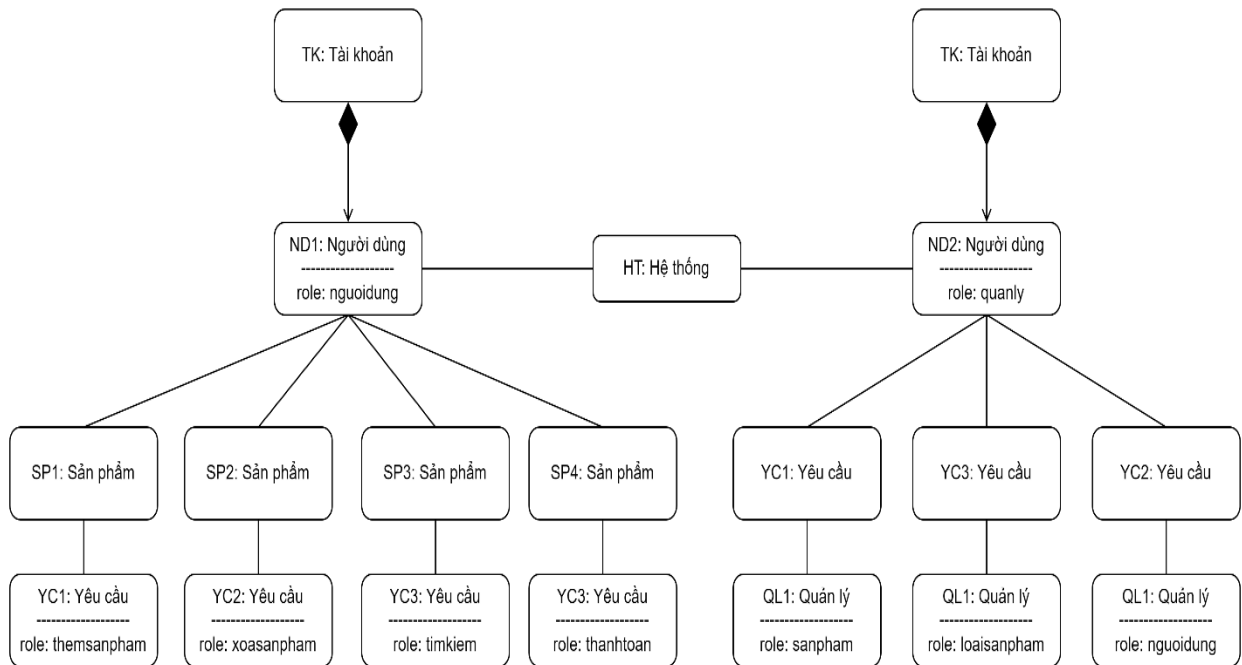 TK: Tài khoản
TK: Tài khoản
ND1: Người dùng
-------------------
role: nguoidung
HT: Hệ thống
ND2: Người dùng
-------------------
role: quanly
SP1: Sản phẩm
SP2: Sản phẩm
SP3: Sản phẩm
SP4: Sản phẩm
YC1: Yêu cầu
YC3: Yêu cầu
YC2: Yêu cầu
YC1: Yêu cầu
-------------------
role: themsanpham
YC2: Yêu cầu
-------------------
role: xoasanpham
YC3: Yêu cầu
-------------------
role: timkiem
YC3: Yêu cầu
-------------------
role: thanhtoan
QL1: Quản lý
-------------------
role: sanpham
QL1: Quản lý
-------------------
role: loaisanpham
QL1: Quản lý
-------------------
role: nguoidung